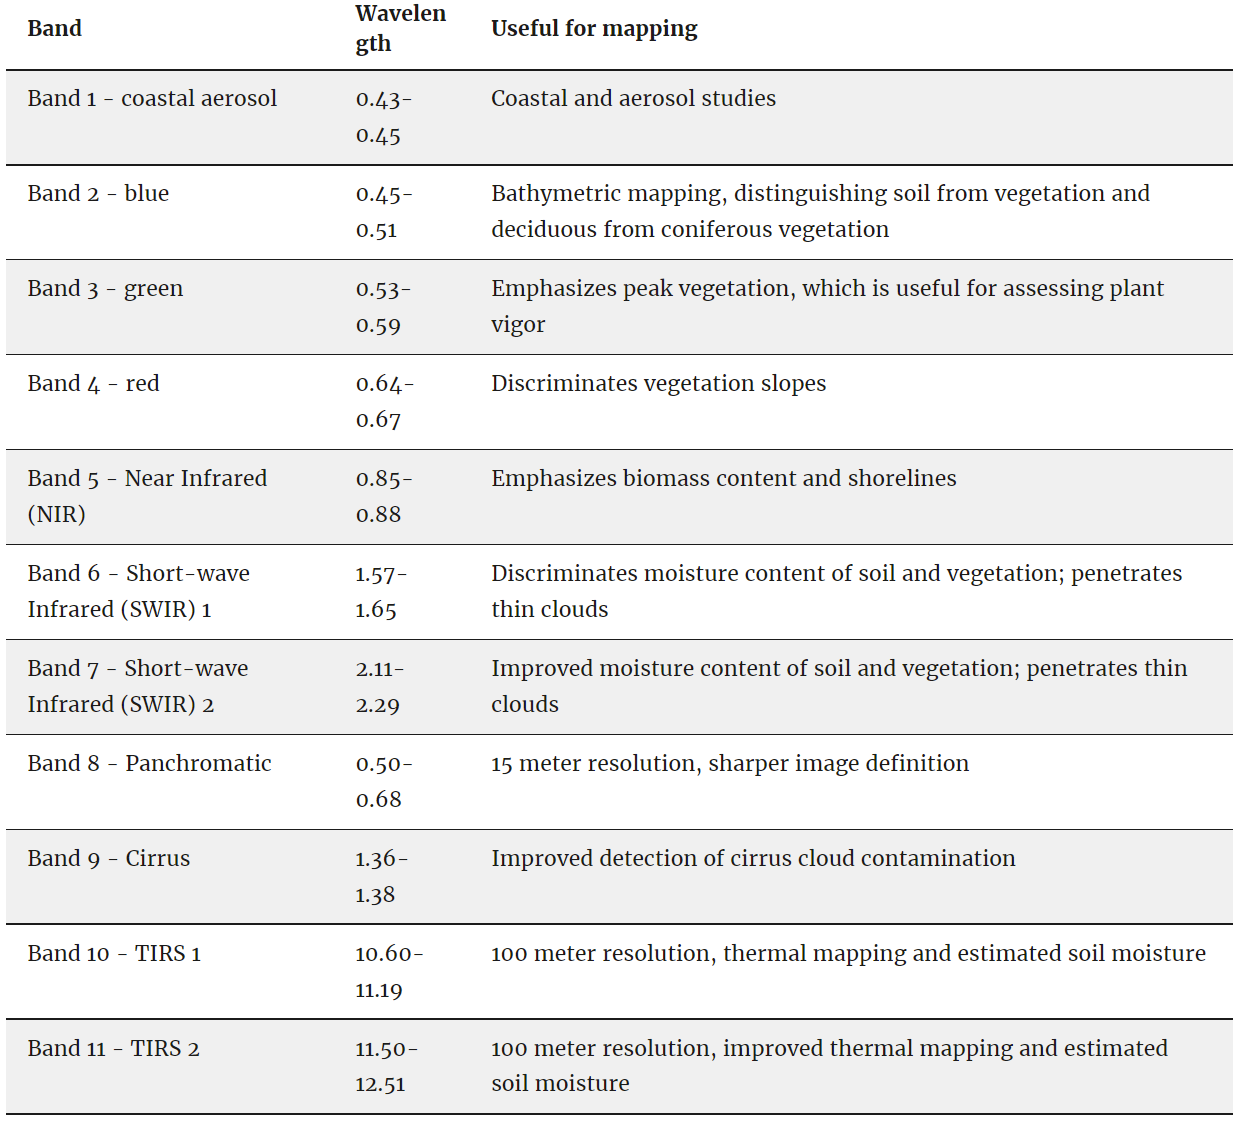 Band Wavelen Useful for mapping
gth
Band 1 - coastal aerosol 0.43- Coastal and aerosol studies
0.45
Band 2 - blue 0.45- Bathymetric mapping, distinguishing soil from vegetation and
0.51 deciduous from coniferous vegetation
Band 3 - green 0.53- Emphasizes peak vegetation, which is useful for assessing plant
0.59 vigor
Band 4 - red 0.64- Discriminates vegetation slopes
0.67
Band 5 - Near Infrared 0.85- Emphasizes biomass content and shorelines
(NIR) 0.88
Band 6 - Short-wave 1.57- Discriminates moisture content of soil and vegetation; penetrates
Infrared (SWIR) 1 1.65 thin clouds
Band 7 - Short-wave 2.11- Improved moisture content of soil and vegetation; penetrates thin
Infrared (SWIR) 2 2.29 clouds
Band 8 - Panchromatic 0.50- 15 meter resolution, sharper image definition
0.68
Band 9 - Cirrus 1.36- Improved detection of cirrus cloud contamination
1.38
Band 10 - TIRS 1 10.60- 100 meter resolution, thermal mapping and estimated soil moisture
11.19
Band 11 - TIRS 2 11.50- 100 meter resolution, improved thermal mapping and estimated
12.51 soil moisture